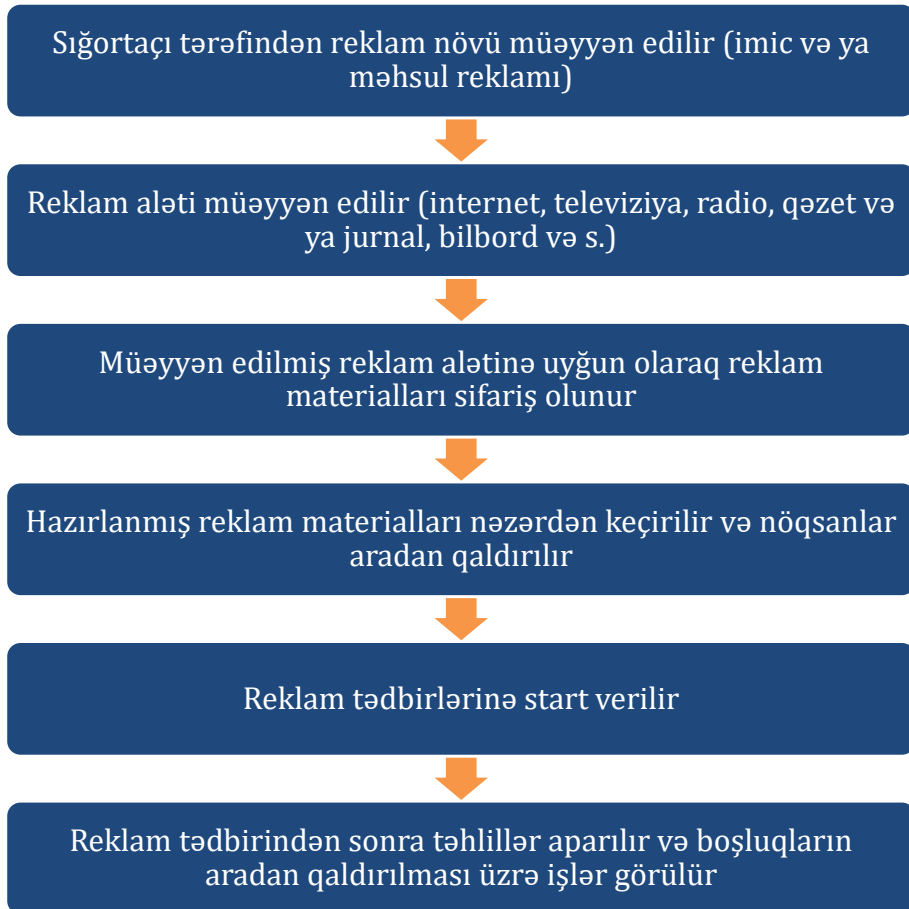 Sığortaçı tərəfindən reklam növü müəyyən edilir (imic və ya
məhsul reklamı)
Reklam aləti müəyyən edilir (internet, televiziya, radio, qəzet və
ya jurnal, bilbord və s.)
Müəyyən edilmiş reklam alətinə uyğun olaraq reklam
materialları sifariş olunur
Hazırlanmış reklam materialları nəzərdən keçirilir və nöqsanlar
aradan qaldırılır
Reklam tədbirlərinə start verilir
Reklam tədbirindən sonra təhlillər aparılır və boşluqların
aradan qaldırılması üzrə işlər görülür